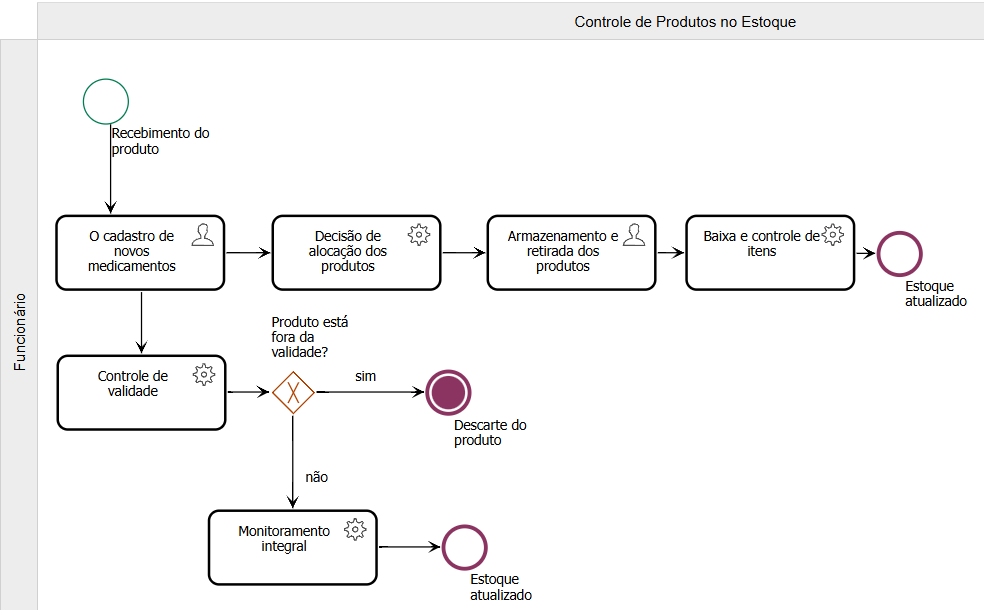 Controle de Produtos no Estoque
Funcionário
Recebimento do
produto
O cadastro de
novos
medicamentos
Decisão de
alocação dos
produtos
Armazenamento e
retirada dos
produtos
Baixa e controle de
itens
Estoque
atualizado
Controle de
validade
Produto está
fora da
validade?
sim
Descarte do
produto
não
Monitoramento
integral
Estoque
atualizado